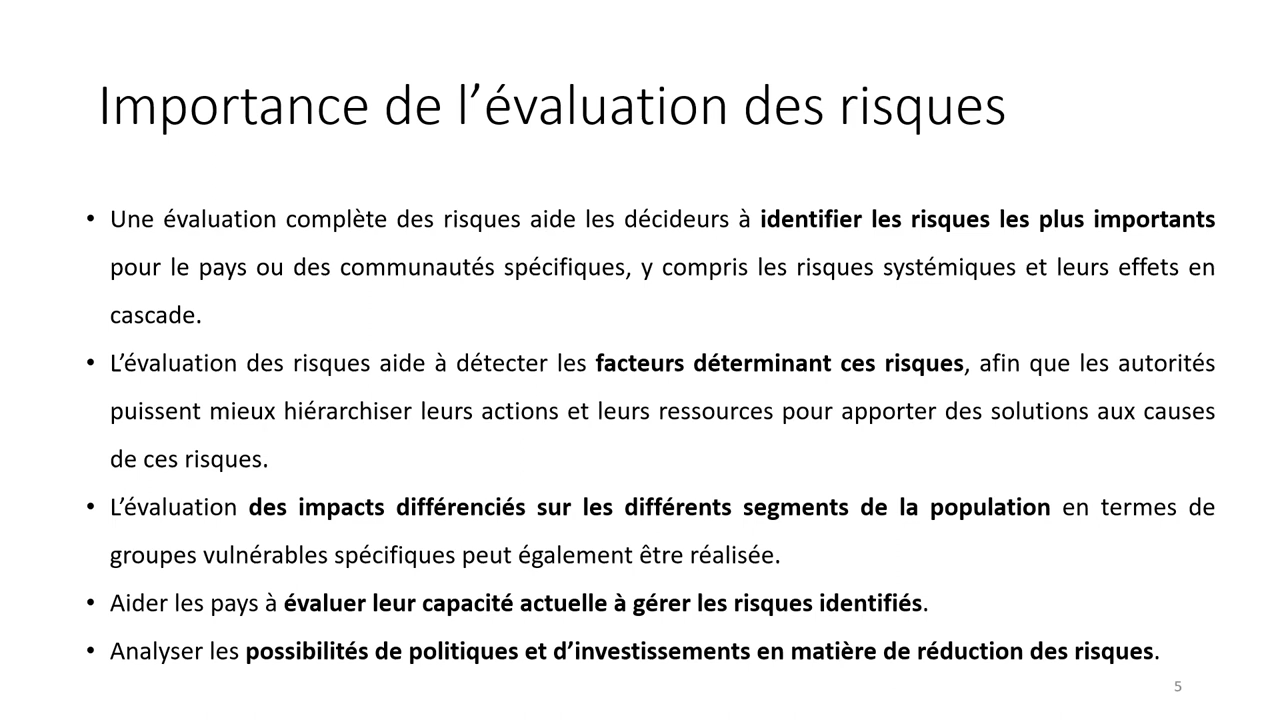 Importance de l’évaluation des risques
• Une évaluation complète des risques aide les décideurs à identifier les risques les plus importants
pour le pays ou des communautés spécifiques, y compris les risques systémiques et leurs effets en
cascade.
• L’évaluation des risques aide à détecter les facteurs déterminant ces risques, afin que les autorités
puissent mieux hiérarchiser leurs actions et leurs ressources pour apporter des solutions aux causes
de ces risques.
• L’évaluation des impacts différenciés sur les différents segments de la population en termes de
groupes vulnérables spécifiques peut également être réalisée.
• Aider les pays à évaluer leur capacité actuelle à gérer les risques identifiés.
• Analyser les possibilités de politiques et d’investissements en matière de réduction des risques.
5